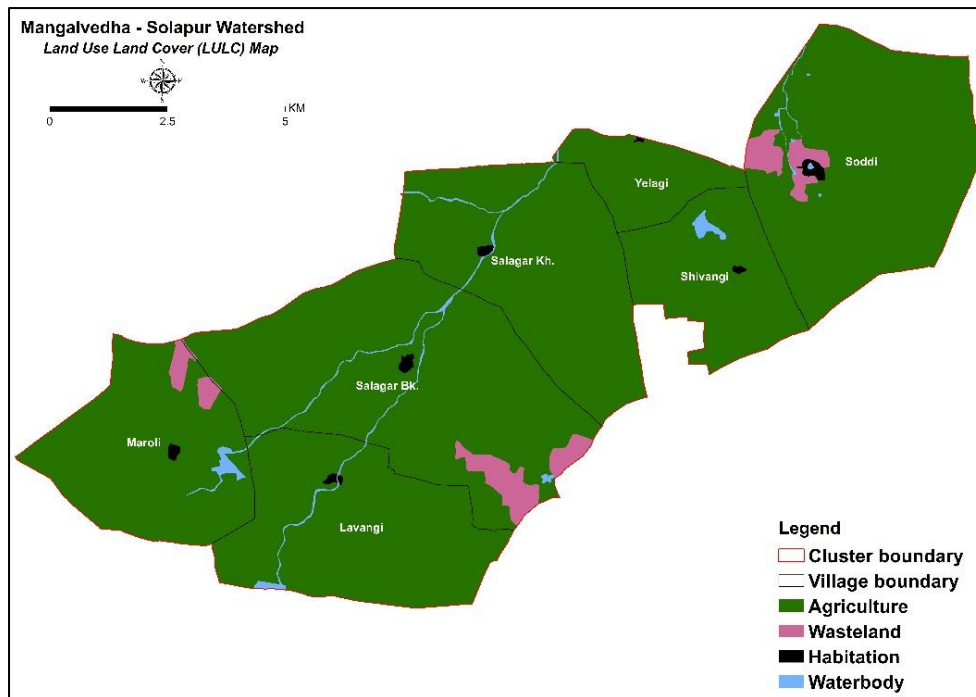 Mangalvedha - Solapur Watershed
Land Use Land Cover (LULC) Map
N
W E
S
KM
0 2.5 5
Soddi
Yelagi
Salagar Kh.
Shivangi
Salagar Bk.
Maroli
Lavangi
Legend
Cluster boundary
Village boundary
Agriculture
Wasteland
Habitation
Waterbody